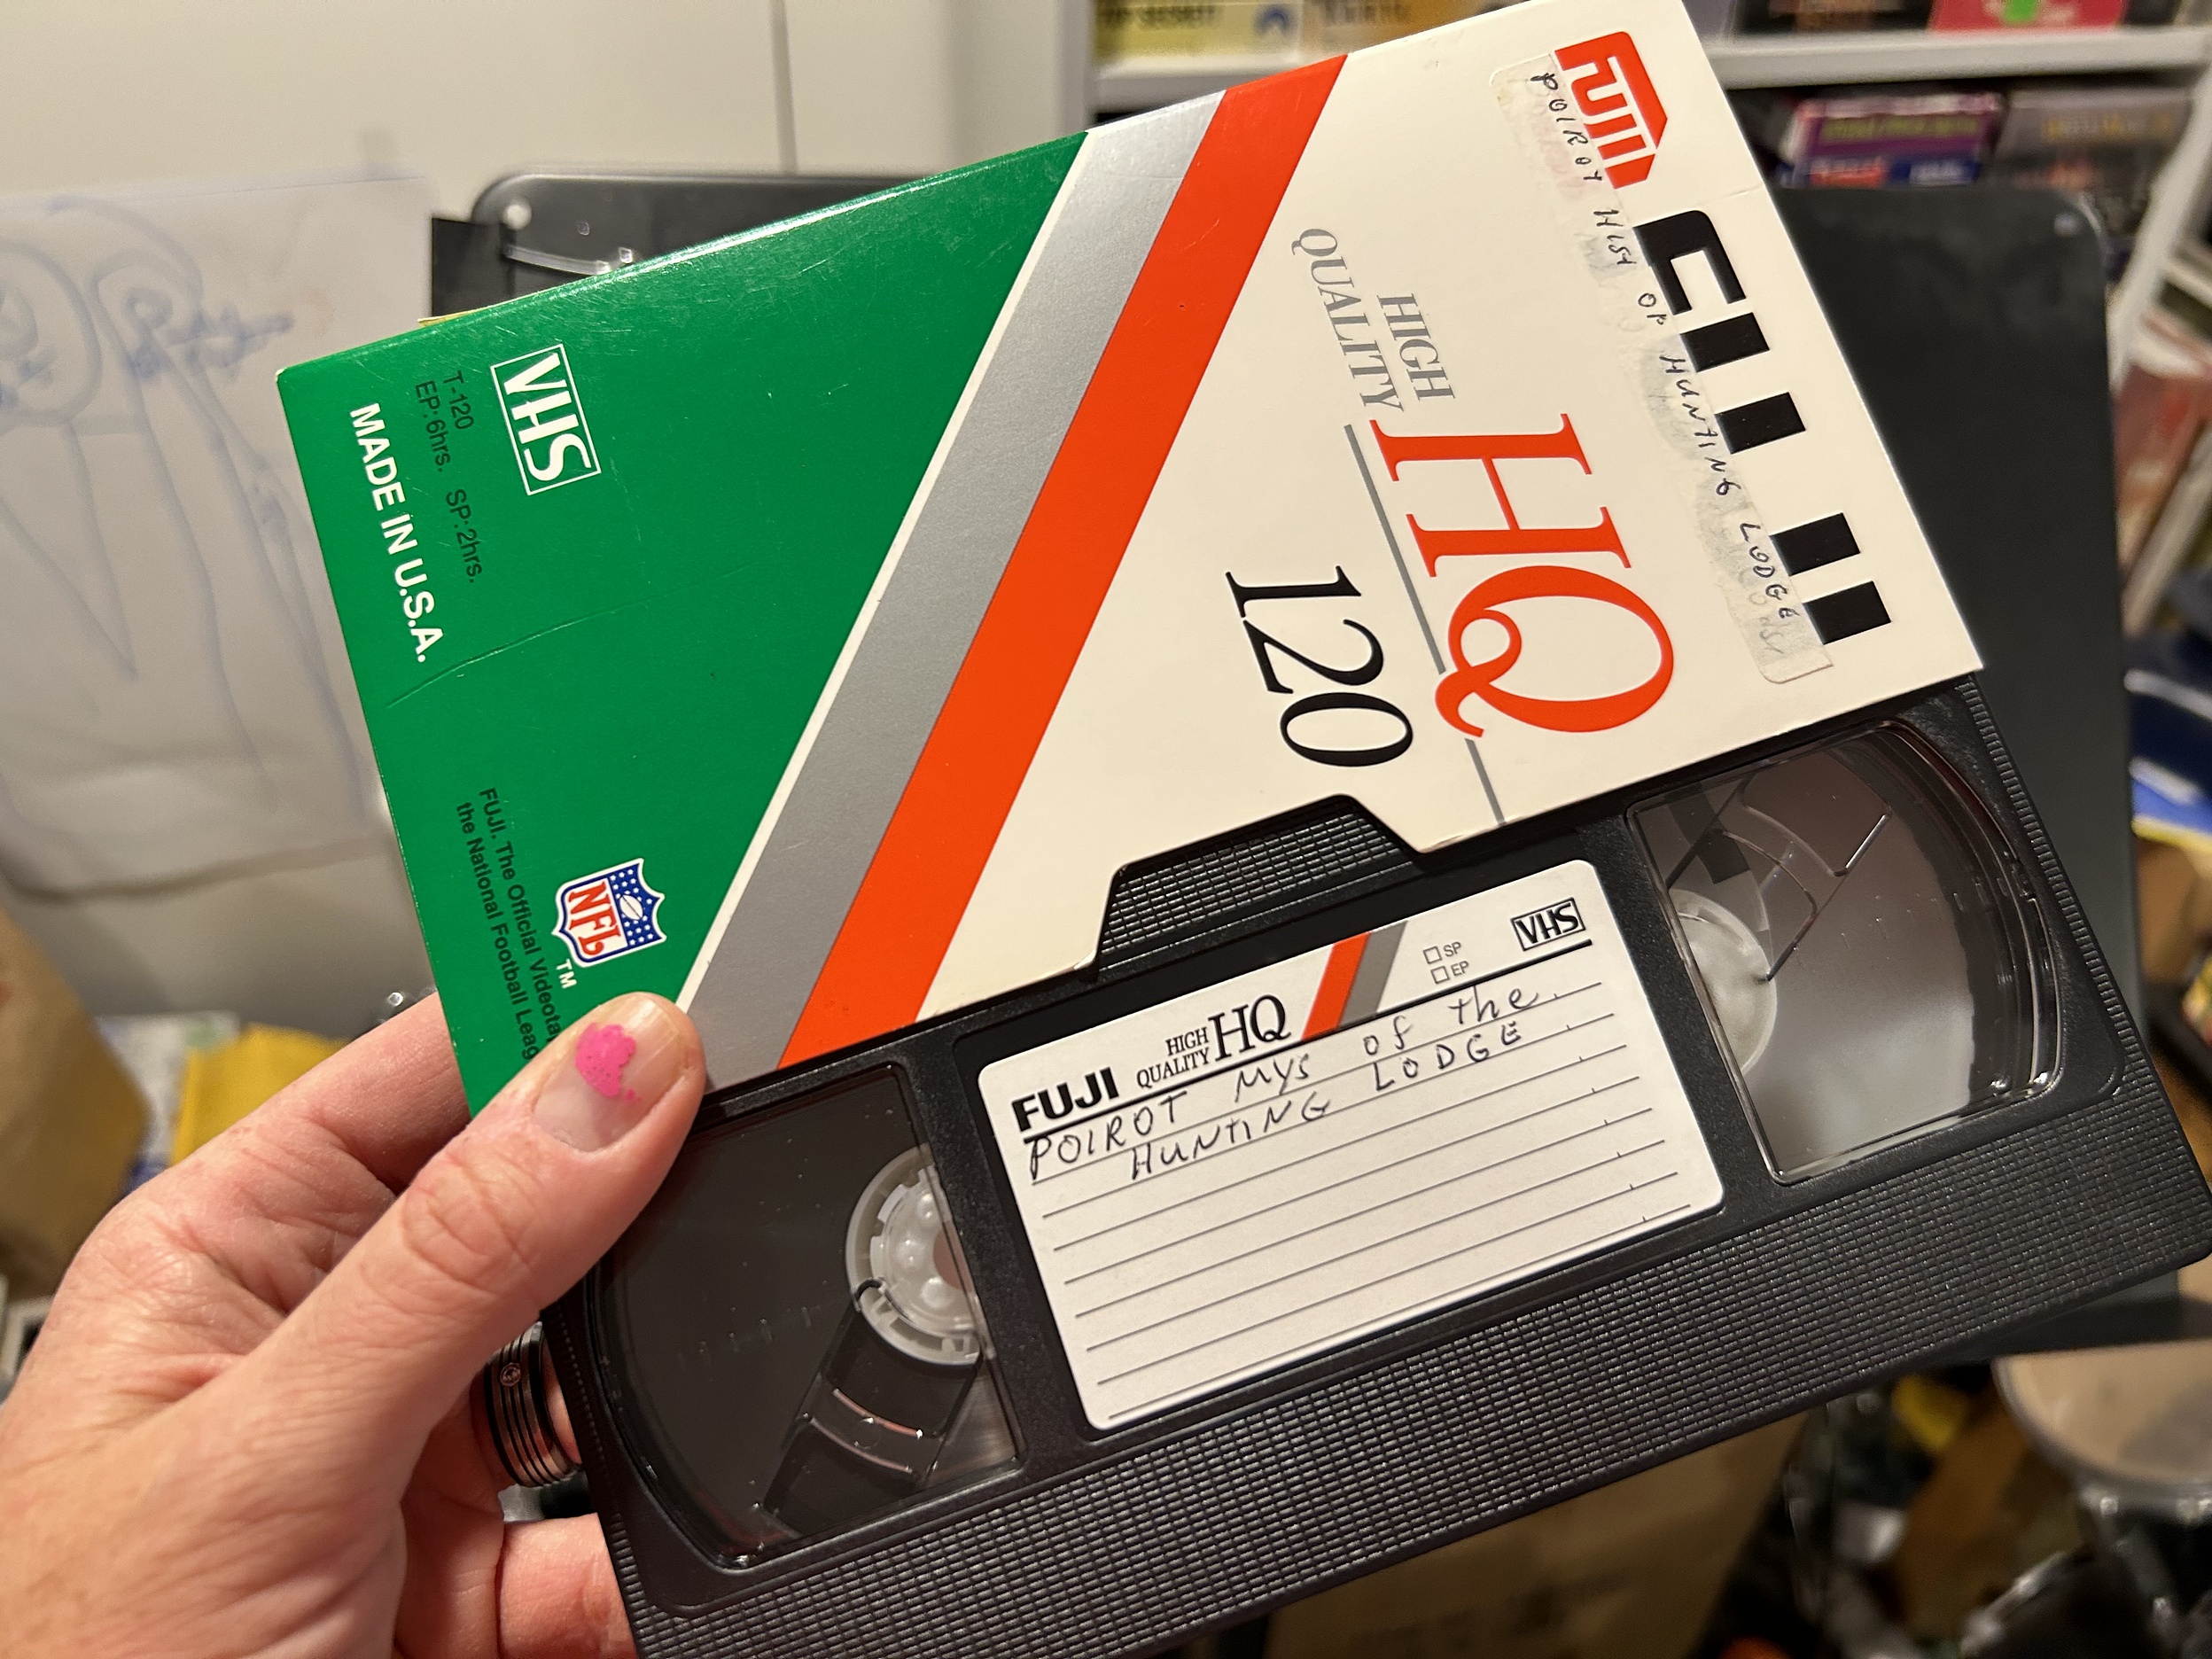 FUJI
FUJI
POIROT HIST OF HUNTING LODGE
HIGH
QUALITY
HQ
120
VHS
T-120
EP:6hrs. SP:2hrs.
MADE IN U.S.A.
NFL
TM
FUJI. The Official Videota
the National Football Leag
FUJI
HIGH
QUALITY HQ
SP
EP
VHS
POIROT MYS of the
HUNTING LODGE